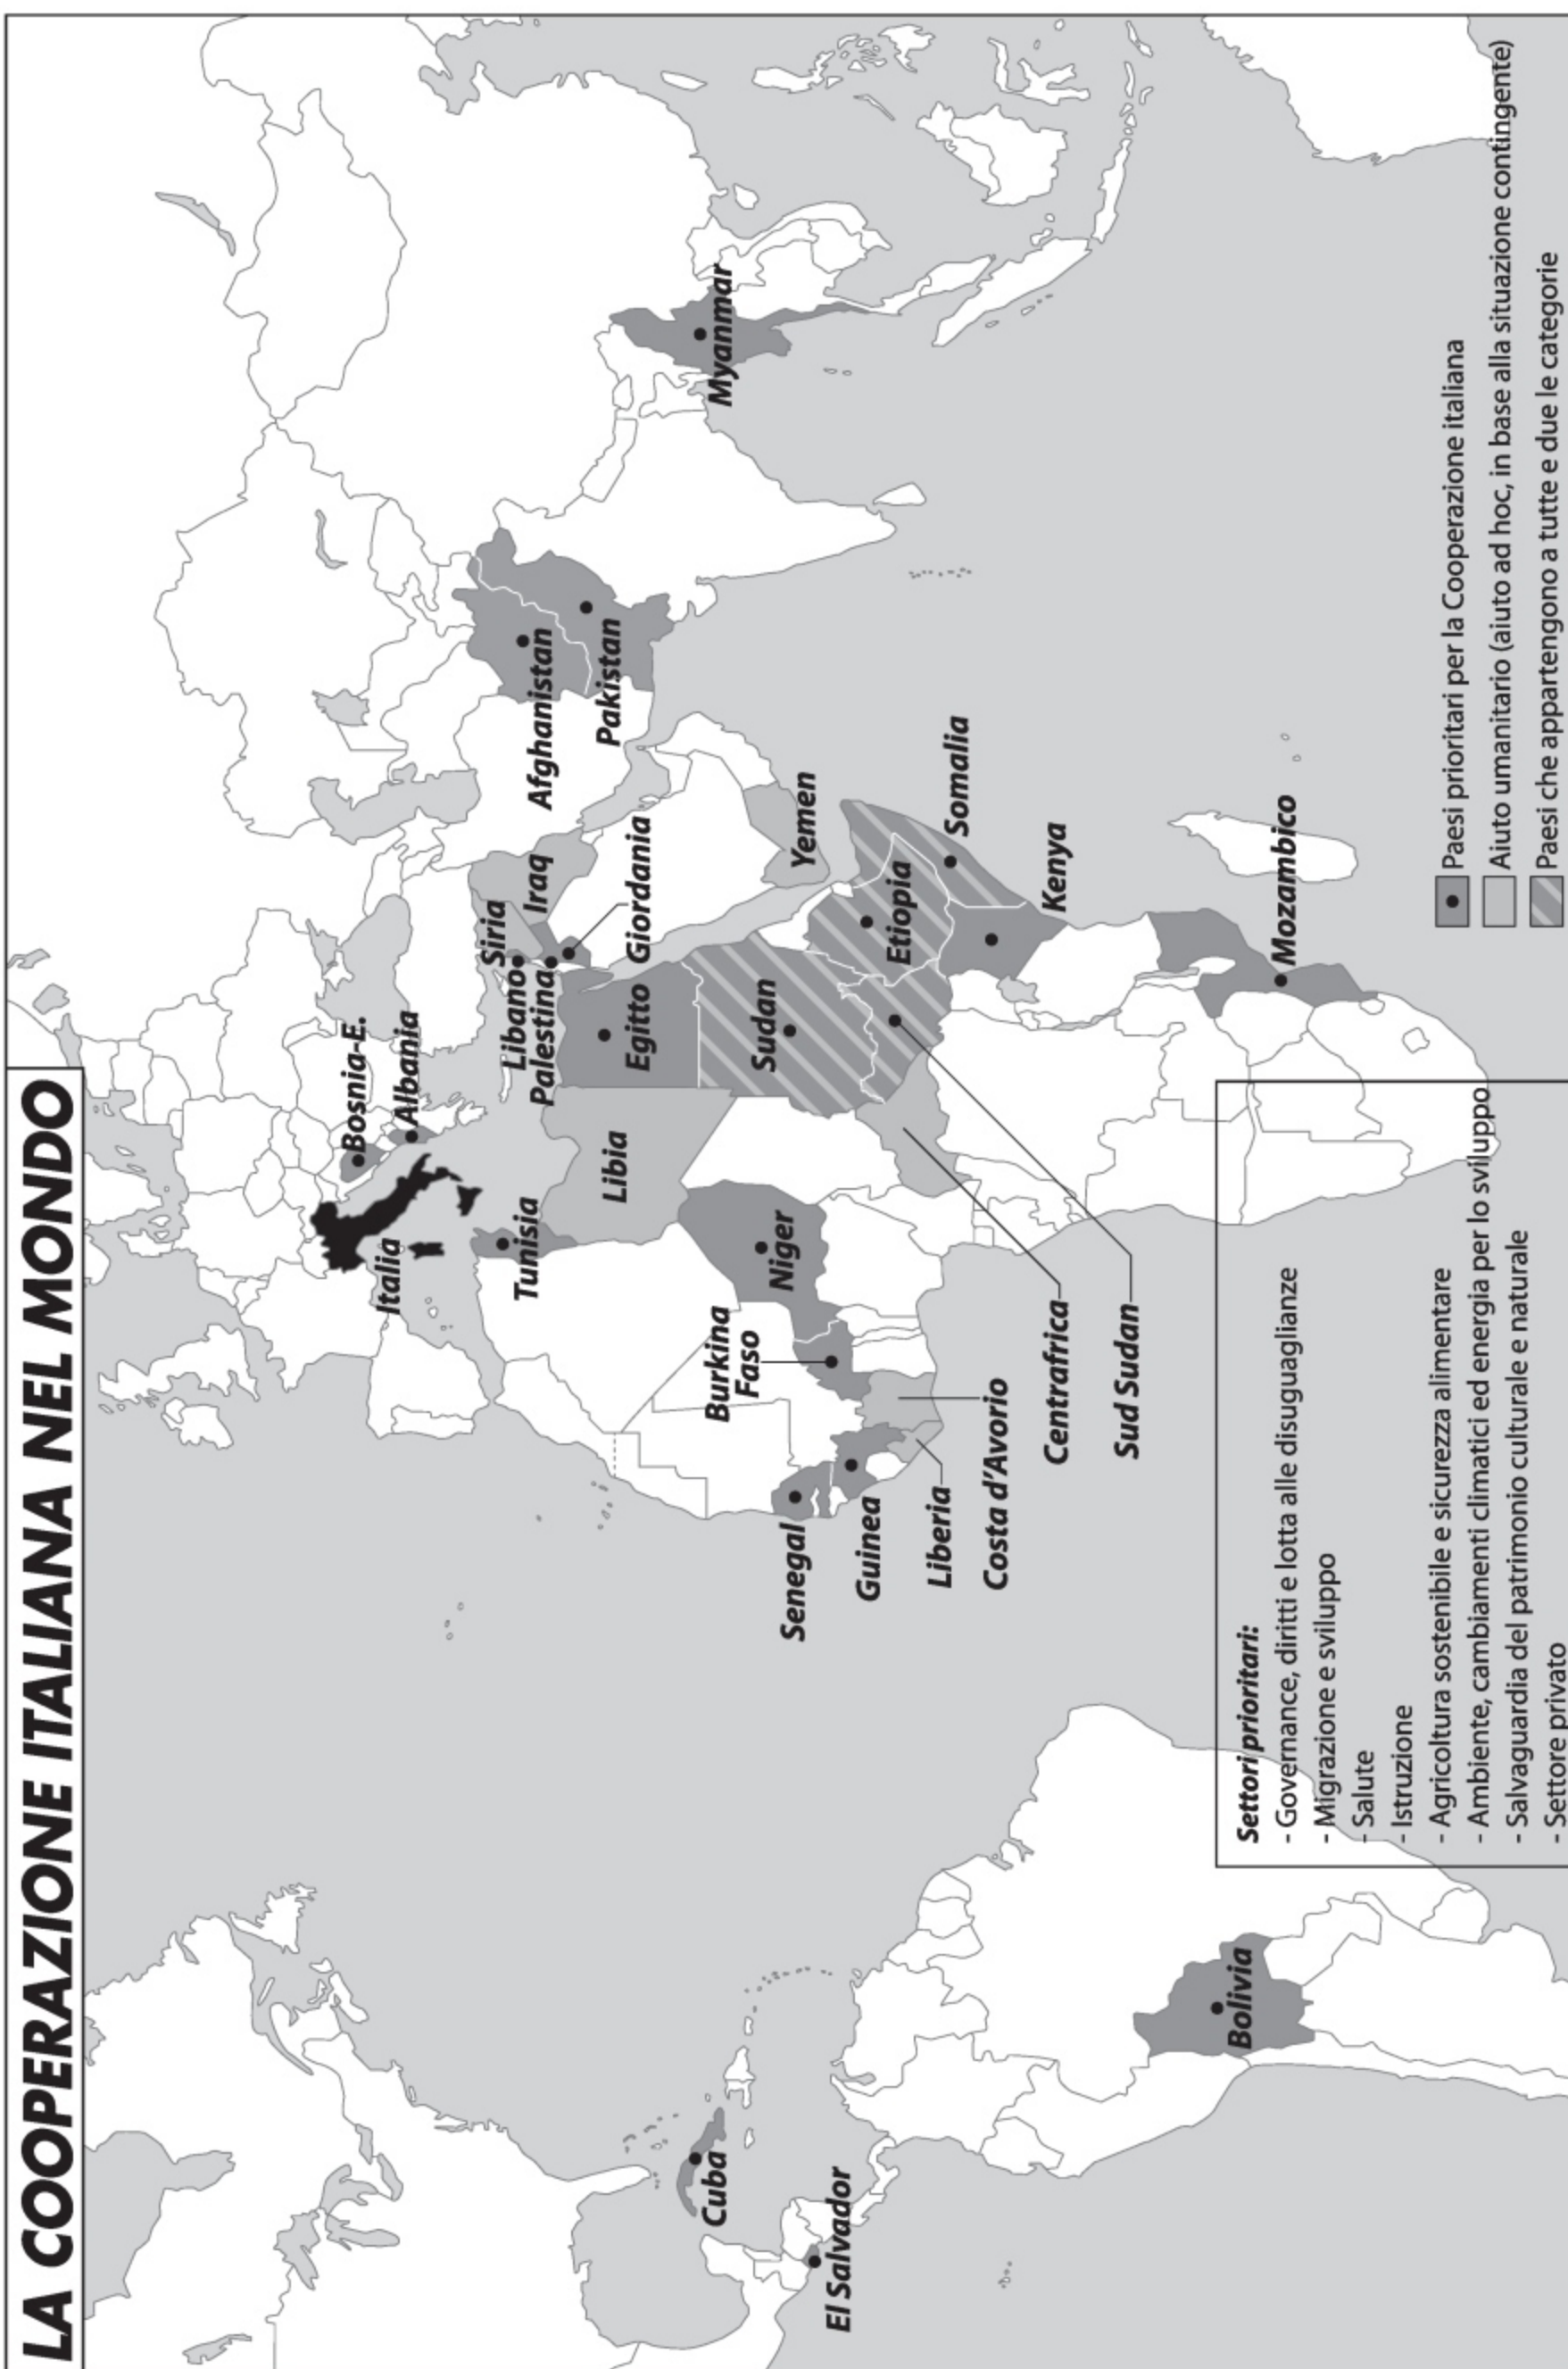 LA COOPERAZIONE ITALIANA NEL MONDO
Bosnia-E.
Albania
Italia
Siria
Iraq
Libano
Palestina
Giordania
Afghanistan
Pakistan
Myanmar
Tunisia
Libia
Egitto
Yemen
Cuba
El Salvador
Burkina
Faso
Niger
Sudan
Etiopia
Somalia
Kenya
Senegal
Guinea
Liberia
Costa d'Avorio
Centrafrica
Sud Sudan
Mozambico
Bolivia
Settori prioritari:
- Governance, diritti e lotta alle disuguaglianze
- Migrazione e sviluppo
- Salute
- Istruzione
- Agricoltura sostenibile e sicurezza alimentare
- Ambiente, cambiamenti climatici ed energia per lo sviluppo
- Salvaguardia del patrimonio culturale e naturale
- Settore privato
Paesi prioritari per la Cooperazione italiana
Aiuto umanitario (aiuto ad hoc, in base alla situazione contingente)
Paesi che appartengono a tutte e due le categorie